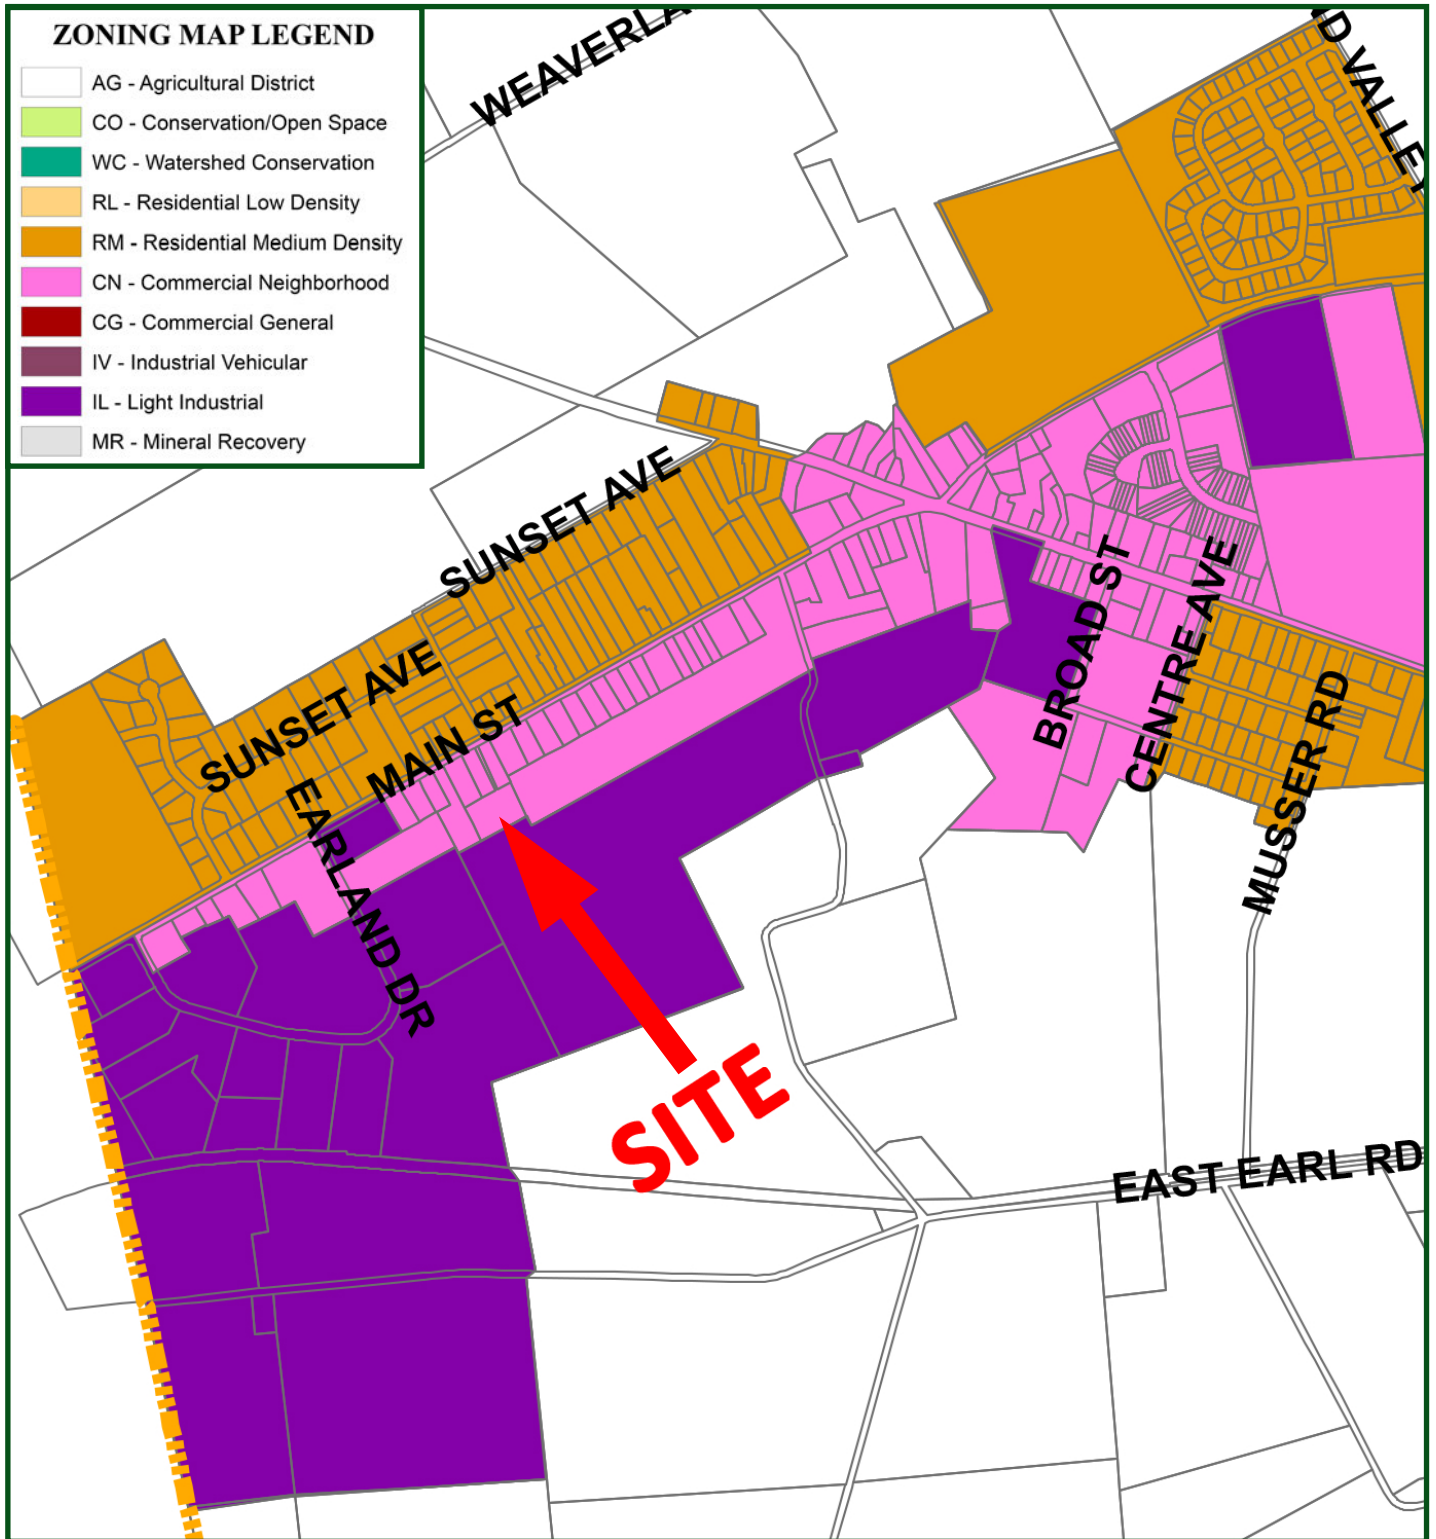 ZONING MAP LEGEND
AG - Agricultural District
CO - Conservation/Open Space
WC - Watershed Conservation
RL - Residential Low Density
RM - Residential Medium Density
CN - Commercial Neighborhood
CG - Commercial General
IV - Industrial Vehicular
IL - Light Industrial
MR - Mineral Recovery
WEAVERLA
D VALLEY
SUNSET AVE
SUNSET AVE
MAIN ST
EARLAND DR
BROAD ST
CENTRE AVE
MUSSER RD
SITE
EAST EARL RD